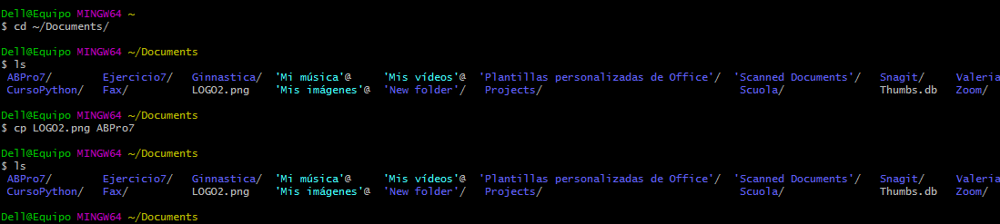 Dell@Equipo MINGW64 ~
$ cd ~/Documents/
Dell@Equipo MINGW64 ~/Documents
$ ls
ABPro7/ Ejercicio7/ Ginnastica/ 'Mi música'@ 'Mis vídeos'@ 'Plantillas personalizadas de Office'/ 'Scanned Documents'/ Snagit/ Valeria
CursoPython/ Fax/ LOGO2.png 'Mis imágenes'@ 'New folder'/ Projects/ Scuola/ Thumbs.db Zoom/
Dell@Equipo MINGW64 ~/Documents
$ cp LOGO2.png ABPro7
Dell@Equipo MINGW64 ~/Documents
$ ls
ABPro7/ Ejercicio7/ Ginnastica/ 'Mi música'@ 'Mis vídeos'@ 'Plantillas personalizadas de Office'/ 'Scanned Documents'/ Snagit/ Valeria
CursoPython/ Fax/ LOGO2.png 'Mis imágenes'@ 'New folder'/ Projects/ Scuola/ Thumbs.db Zoom/
Dell@Equipo MINGW64 ~/Documents